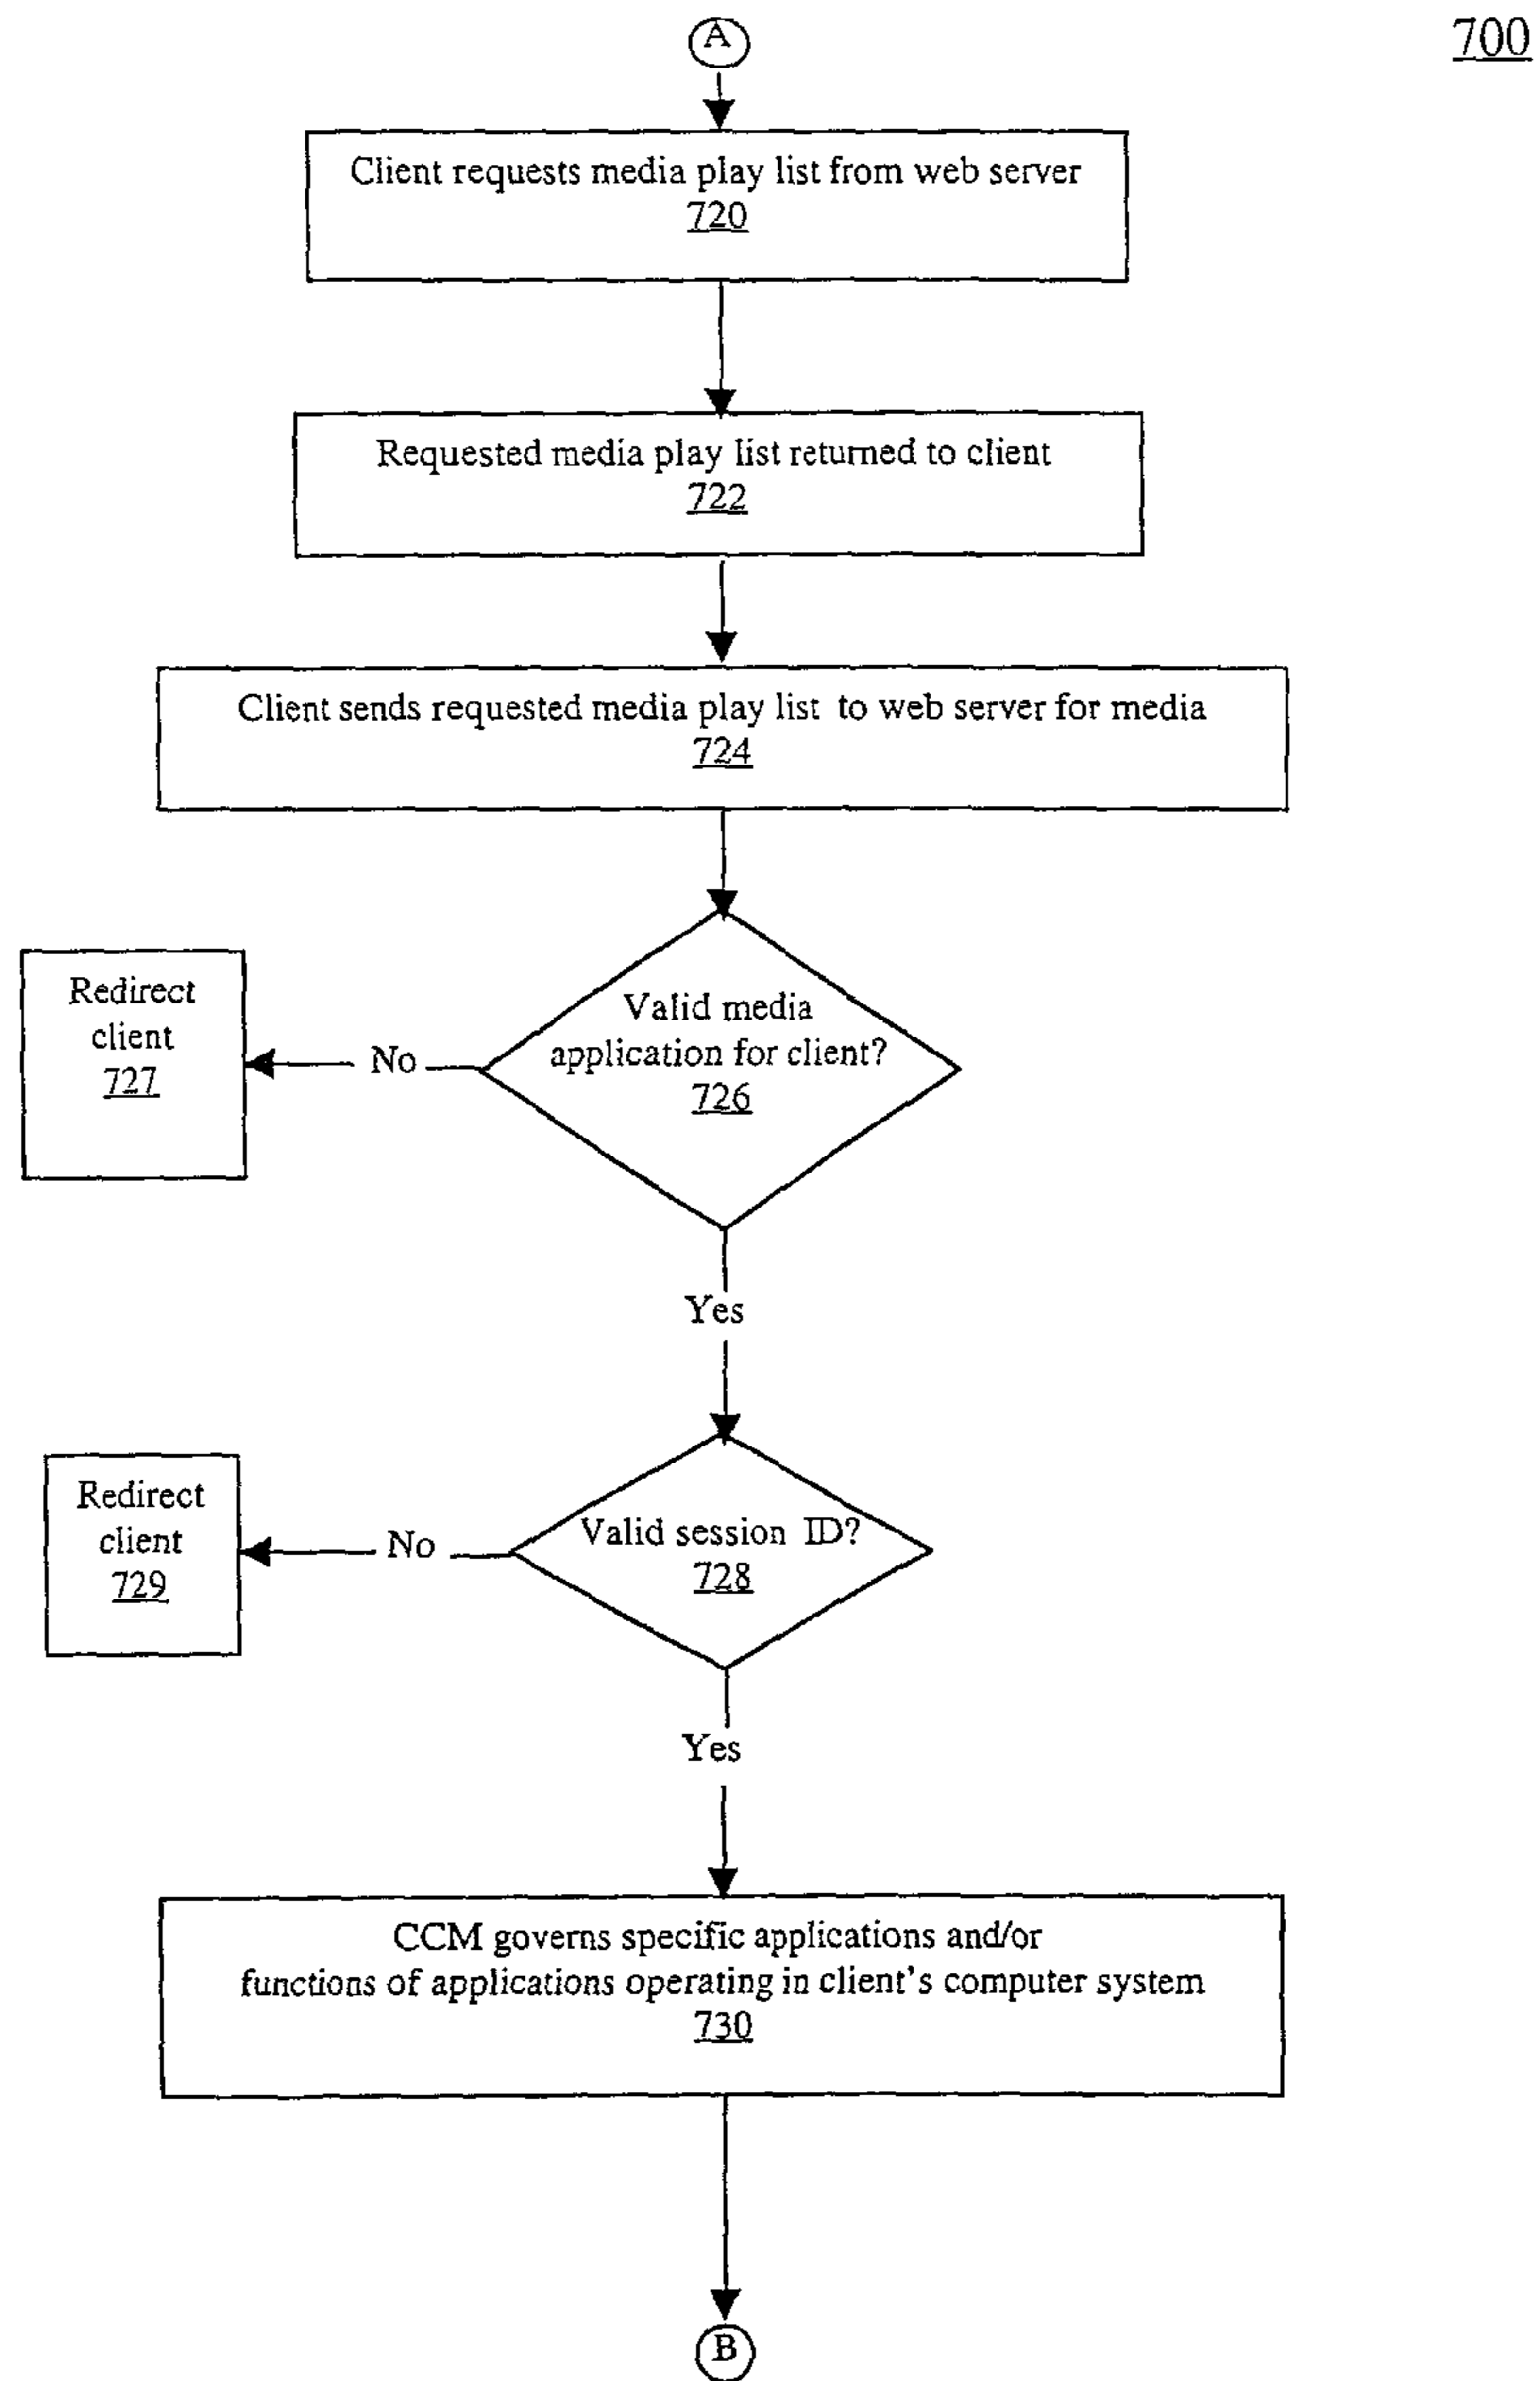 700
A
Client requests media play list from web server
720
Requested media play list returned to client
722
Client sends requested media play list to web server for media
724
Valid media
application for client?
726
No
Redirect
client
727
Yes
Valid session ID?
728
No
Redirect
client
729
Yes
CCM governs specific applications and/or
functions of applications operating in client's computer system
730
B